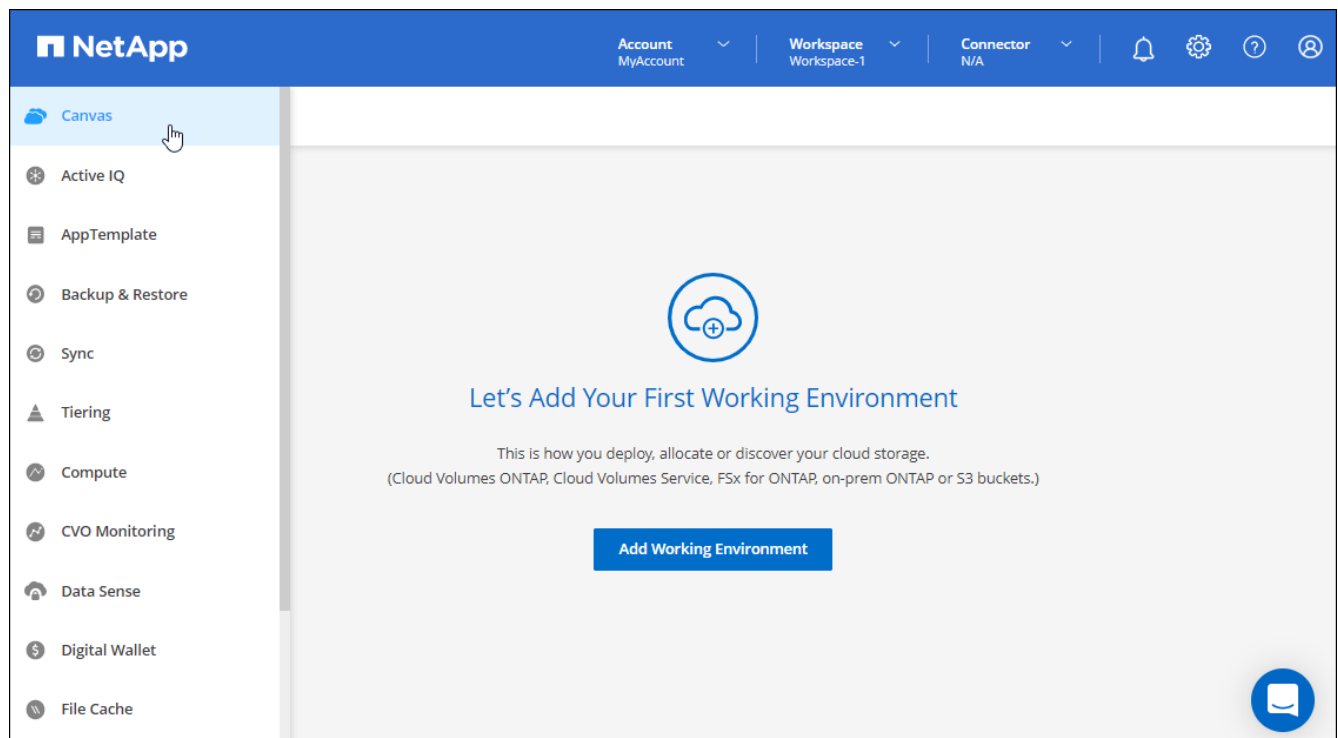 NetApp
Account
MyAccount
Workspace
Workspace-1
Connector
N/A
Canvas
Active IQ
AppTemplate
Backup & Restore
Sync
Tiering
Compute
CVO Monitoring
Data Sense
Digital Wallet
File Cache
Let's Add Your First Working Environment
This is how you deploy, allocate or discover your cloud storage.
(Cloud Volumes ONTAP, Cloud Volumes Service, FSx for ONTAP, on-prem ONTAP or S3 buckets.)
Add Working Environment